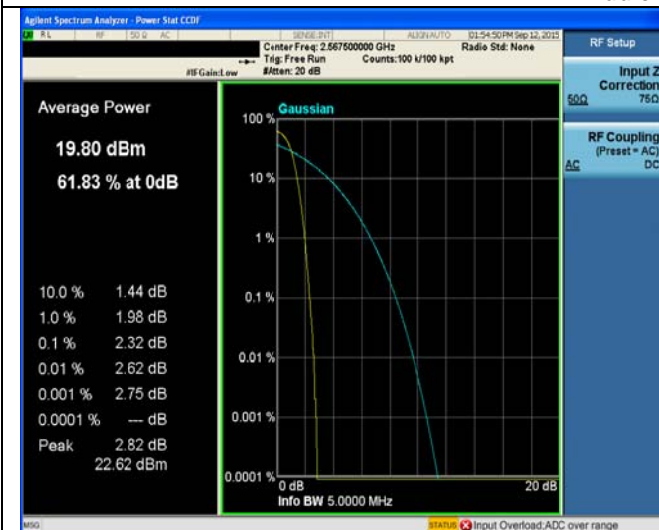 Agilent Spectrum Analyzer - Power Stat CCDF
RL RF 50 Ω AC SENSE:INT ALIGNAUTO 01:54:50PM Sep 12, 2015
Center Freq: 2.567500000 GHz Radio Std: None
Trig: Free Run Counts:100 k/100 kpt
#IFGain:Low #Atten: 20 dB
RF Setup
Input Z
Correction
50Ω 75Ω
RF Coupling
(Preset = AC)
AC DC
Average Power
19.80 dBm
61.83 % at 0dB
10.0 % 1.44 dB
1.0 % 1.98 dB
0.1 % 2.32 dB
0.01 % 2.62 dB
0.001 % 2.75 dB
0.0001 % --- dB
Peak 2.82 dB
22.62 dBm
Gaussian
100 %
10 %
1 %
0.1 %
0.01 %
0.001 %
0.0001 %
0 dB 20 dB
Info BW 5.0000 MHz
MSG STATUS Input Overload;ADC over range